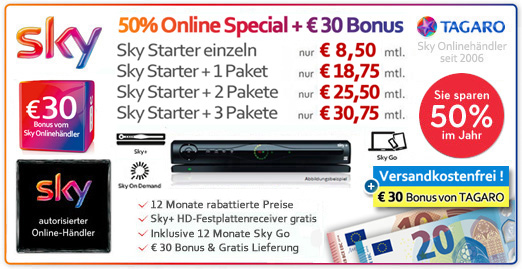 sky
50% Online Special + € 30 Bonus
TAGARO
Sky Onlinehändler
seit 2006
Sky Starter einzeln nur € 8,50 mtl.
Sky Starter + 1 Paket nur € 18,75 mtl.
Sky Starter + 2 Pakete nur € 25,50 mtl.
Sky Starter + 3 Pakete nur € 30,75 mtl.
€30
Bonus vom
Sky Onlinehändler
Sie sparen
50%
im Jahr
sky
autorisierter
Online-Händler
Sky+
Sky On Demand
Sky Go
Abbildungsbeispiel
12 Monate rabattierte Preise
Sky+ HD-Festplattenreceiver gratis
Inklusive 12 Monate Sky Go
€ 30 Bonus & Gratis Lieferung
+ Versandkostenfrei !
€ 30 Bonus von TAGARO
10
20